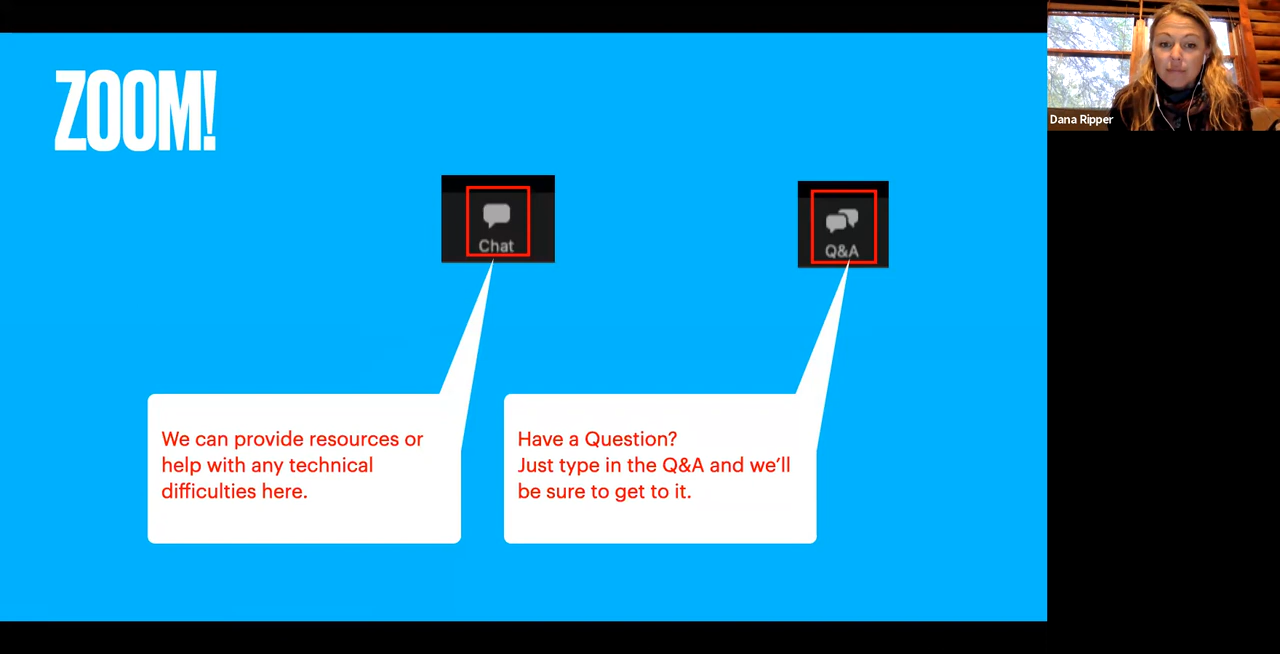 ZOOM!
Dana Ripper
Chat
Q&A
We can provide resources or
help with any technical
difficulties here.
Have a Question?
Just type in the Q&A and we'll
be sure to get to it.